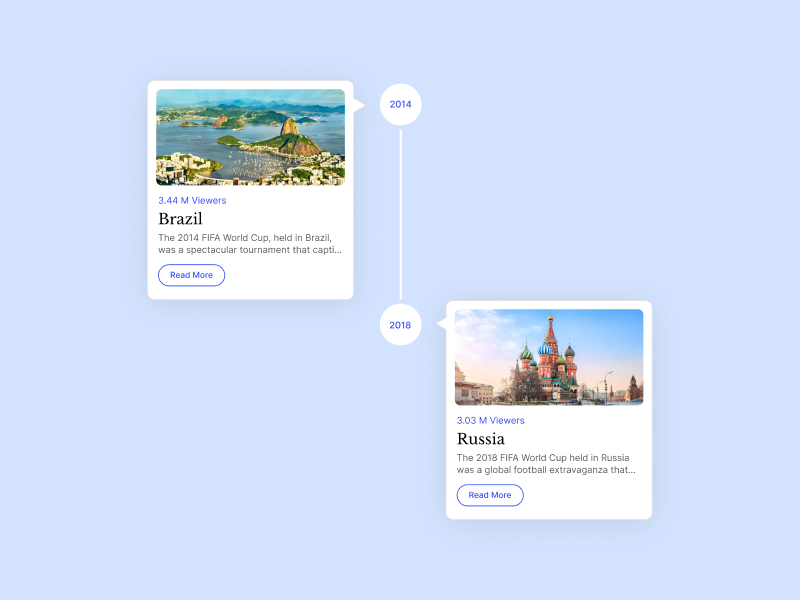 2014
3.44 M Viewers
Brazil
The 2014 FIFA World Cup, held in Brazil,
was a spectacular tournament that capti...
Read More
2018
3.03 M Viewers
Russia
The 2018 FIFA World Cup held in Russia
was a global football extravaganza that...
Read More